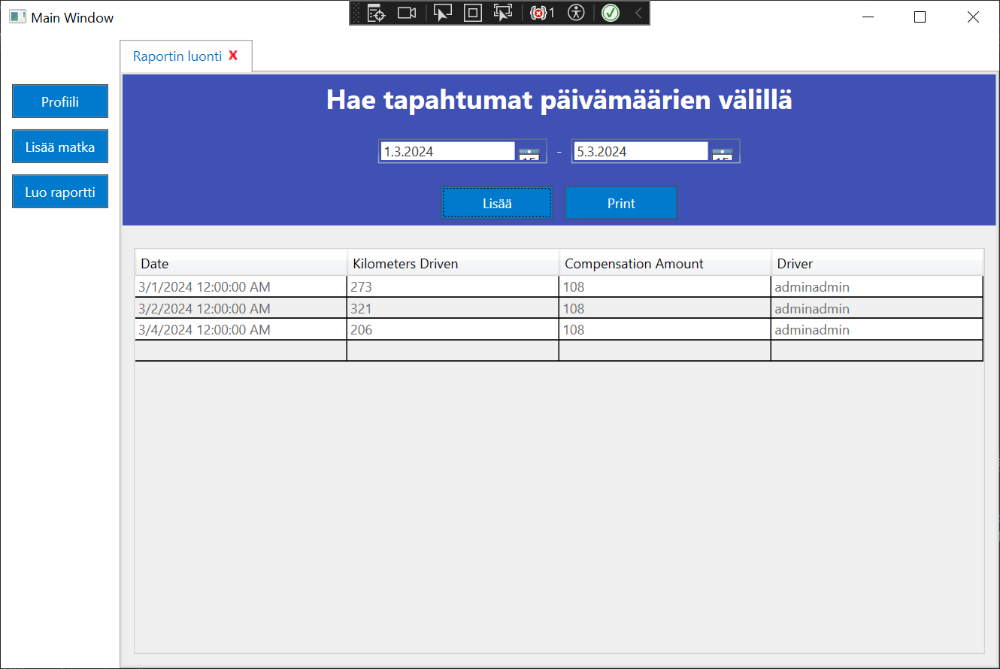 Main Window
1
Raportin luonti X
Profiili
Lisää matka
Luo raportti
Hae tapahtumat päivämäärien välillä
1.3.2024 - 5.3.2024
Lisää Print
Date Kilometers Driven Compensation Amount Driver
3/1/2024 12:00:00 AM 273 108 adminadmin
3/2/2024 12:00:00 AM 321 108 adminadmin
3/4/2024 12:00:00 AM 206 108 adminadmin